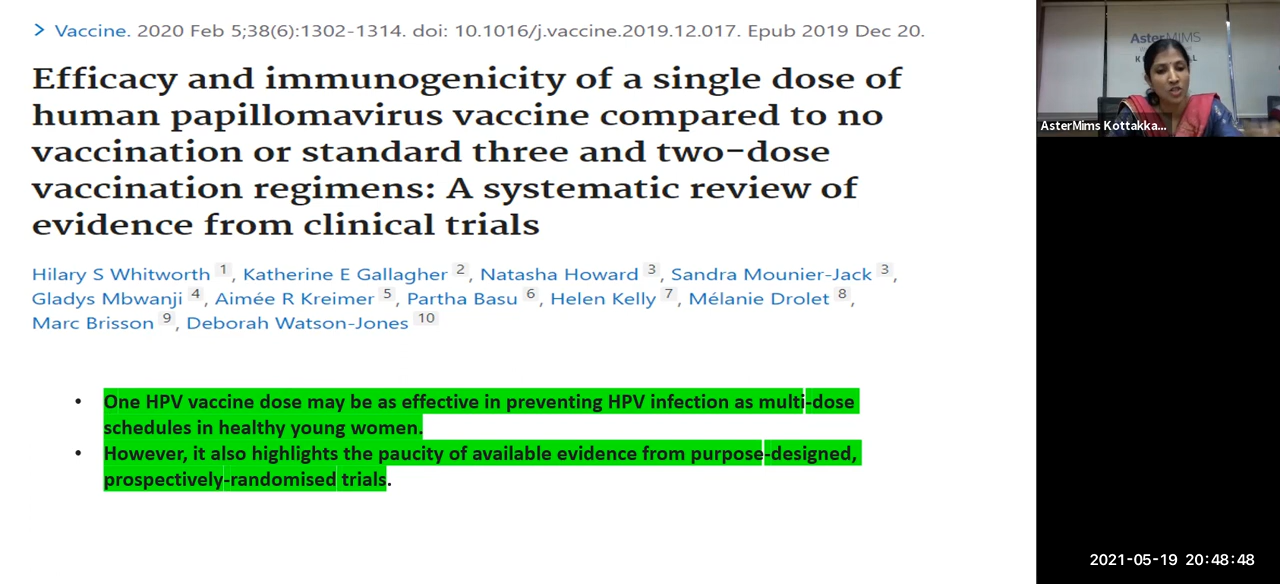 > Vaccine. 2020 Feb 5;38(6):1302-1314. doi: 10.1016/j.vaccine.2019.12.017. Epub 2019 Dec 20.
Efficacy and immunogenicity of a single dose of
human papillomavirus vaccine compared to no
vaccination or standard three and two-dose
vaccination regimens: A systematic review of
evidence from clinical trials
Hilary S Whitworth 1, Katherine E Gallagher 2, Natasha Howard 3, Sandra Mounier-Jack 3,
Gladys Mbwanji 4, Aimée R Kreimer 5, Partha Basu 6, Helen Kelly 7, Mélanie Drolet 8,
Marc Brisson 9, Deborah Watson-Jones 10
• One HPV vaccine dose may be as effective in preventing HPV infection as multi-dose
schedules in healthy young women.
• However, it also highlights the paucity of available evidence from purpose-designed,
prospectively-randomised trials.
AsterMIMS
AsterMims Kottakka...
2021-05-19 20:48:48